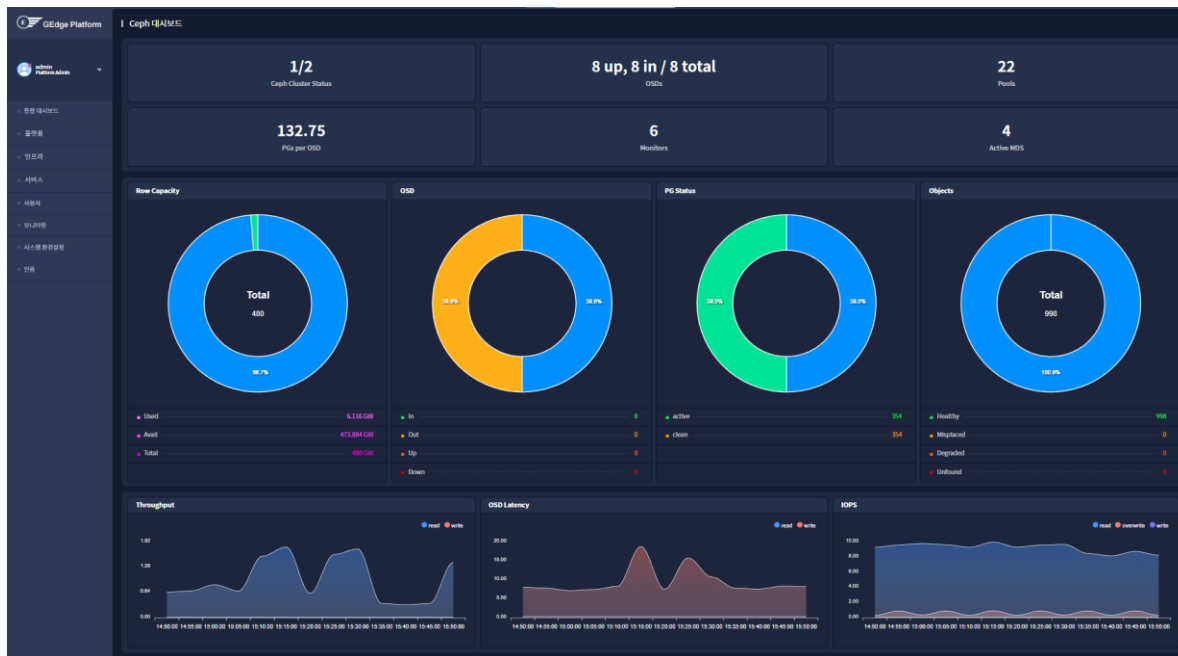 GEdge Platform
Ceph 대시보드
admin
Platform Admin
통합 대시보드
플랫폼
인프라
서비스
사용자
모니터링
시스템 환경설정
인증
1/2
Ceph Cluster Status
8 up, 8 in / 8 total
OSDs
22
Pools
132.75
PGs per OSD
6
Monitors
4
Active MDS
Row Capacity
Total
480
98.7%
Used 6.116 GiB
Avail 473.884 GiB
Total 480 GiB
OSD
50.0%
50.0%
In 8
Out 0
Up 8
Down 0
PG Status
50.0%
50.0%
active 354
clean 354
Objects
Total
998
100.0%
Healthy 998
Misplaced 0
Degraded 0
Unfound 0
Throughput
read write
1.28
0.64
0.00
14:50:00 14:55:00 15:00:00 15:05:00 15:10:00 15:15:00 15:20:00 15:25:00 15:30:00 15:35:00 15:40:00 15:45:00 15:50:00
OSD Latency
read write
20.00
15.00
10.00
5.00
0.00
14:50:00 14:55:00 15:00:00 15:05:00 15:10:00 15:15:00 15:20:00 15:25:00 15:30:00 15:35:00 15:40:00 15:45:00 15:50:00
IOPS
read overwrite write
10.00
8.00
6.00
4.00
2.00
0.00
14:50:00 14:55:00 15:00:00 15:05:00 15:10:00 15:15:00 15:20:00 15:25:00 15:30:00 15:35:00 15:40:00 15:45:00 15:50:00